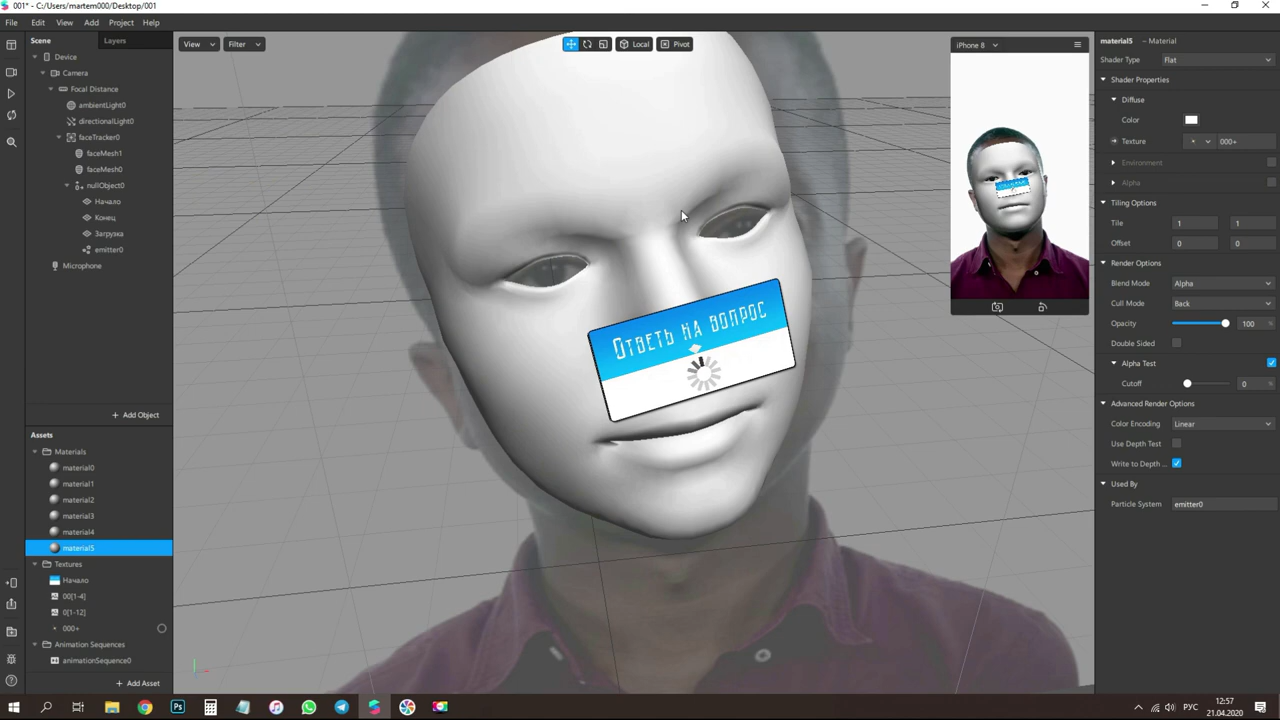 001* - C:/Users/martem000/Desktop/001
File Edit View Add Project Help
Scene Layers
Device
Camera
Focal Distance
ambientLight0
directionalLight0
faceTracker0
faceMesh1
faceMesh0
nullObject0
Начало
Конец
Загрузка
emitter0
Microphone
+ Add Object
Assets
Materials
material0
material1
material2
material3
material4
material5
Textures
Начало
00[1-4]
0[1-12]
000+
Animation Sequences
animationSequence0
+ Add Asset
View Filter Local Pivot
Ответь на вопрос
iPhone 8
material5 ~ Material
Shader Type Flat
Shader Properties
Diffuse
Color
Texture 000+
Environment
Alpha
Tiling Options
Tile 1 1
Offset 0 0
Render Options
Blend Mode Alpha
Cull Mode Back
Opacity 100 %
Double Sided
Alpha Test
Cutoff 0 %
Advanced Render Options
Color Encoding Linear
Use Depth Test
Write to Depth ...
Used By
Particle System emitter0
Ps
РУС
12:57
21.04.2020